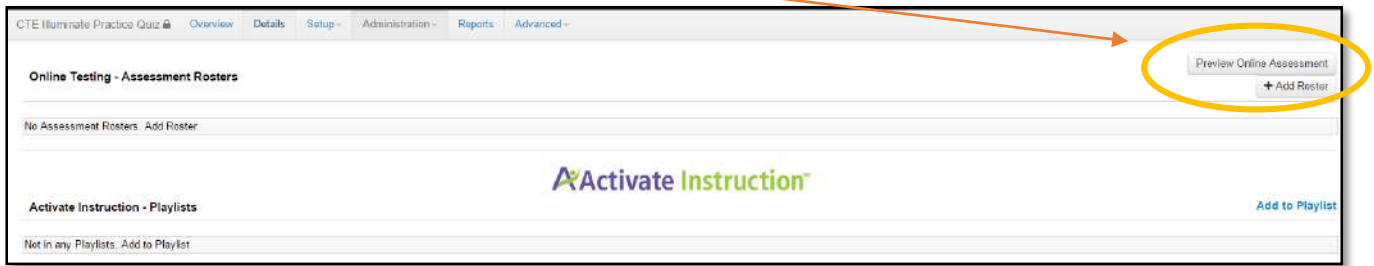 CTE Illuminate Practice Quiz Overview Details Setup Administration Reports Advanced
Preview Online Assessment
Online Testing - Assessment Rosters
+ Add Roster
No Assessment Rosters. Add Roster
Activate Instruction™
Activate Instruction - Playlists
Add to Playlist
Not in any Playlists. Add to Playlist